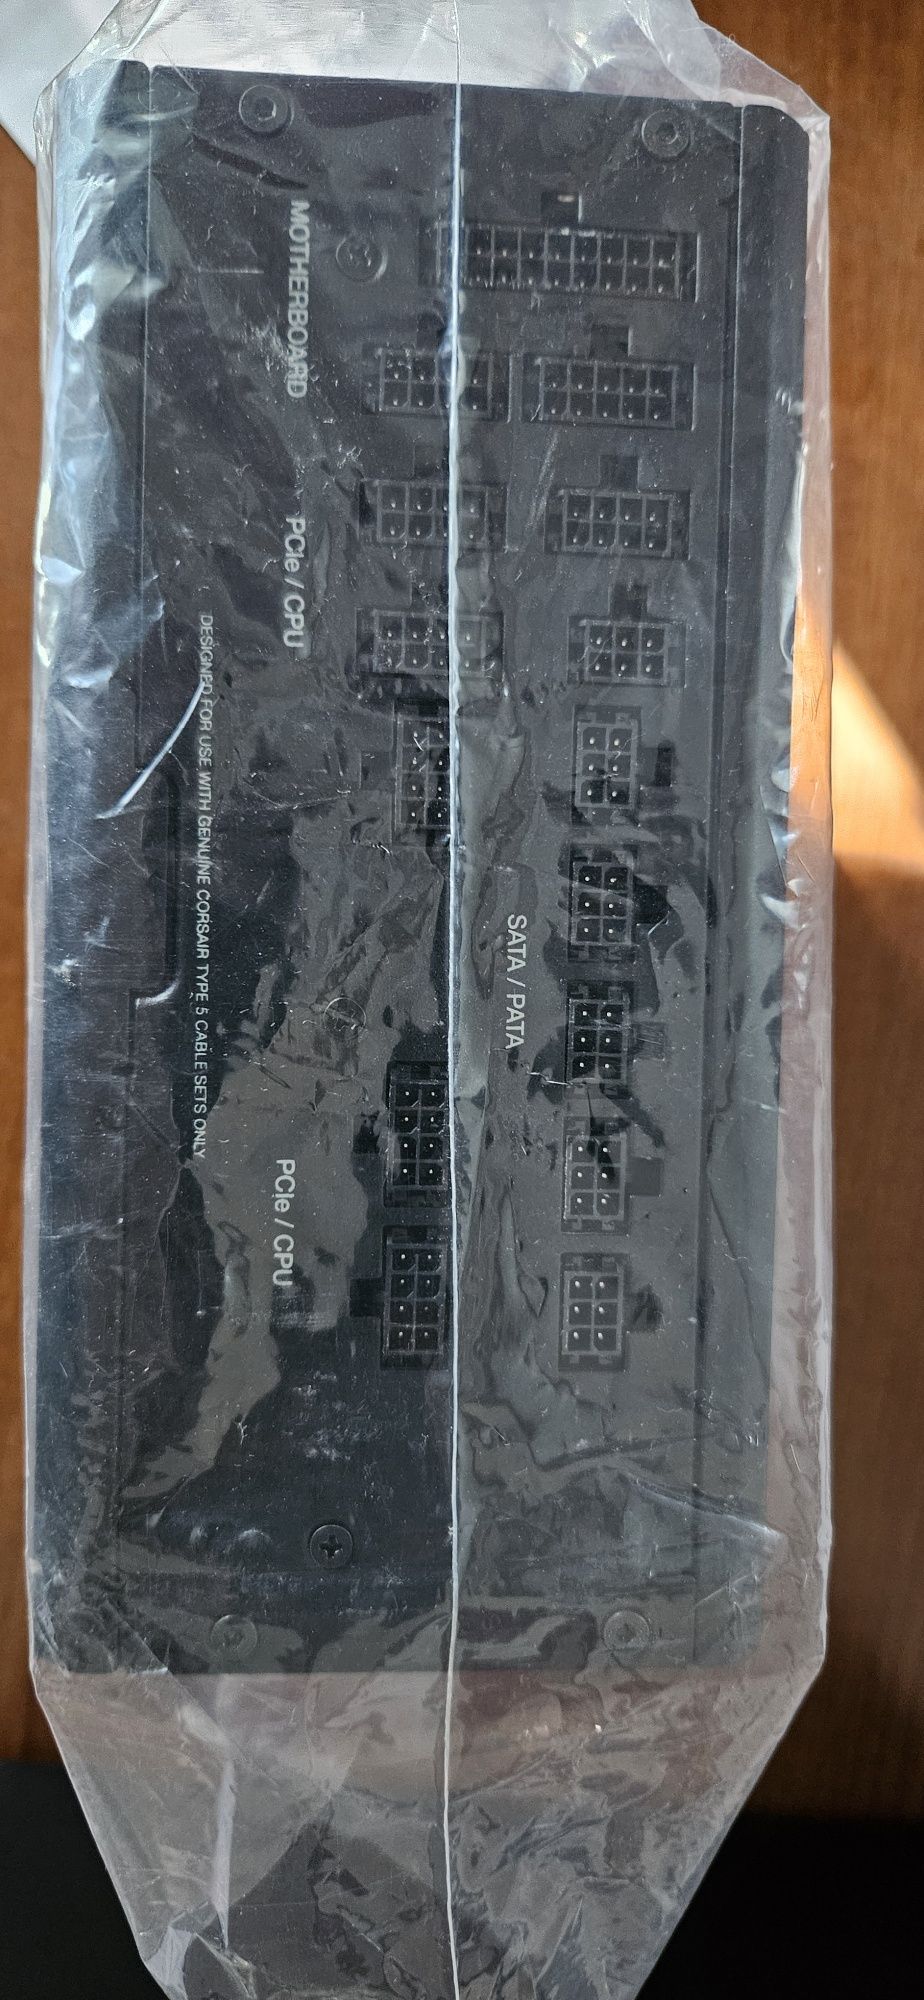 MOTHERBOARD
PCIe / CPU
SATA / PATA
PCIe / CPU
DESIGNED FOR USE WITH GENUINE CORSAIR TYPE 5 CABLE SETS ONLY